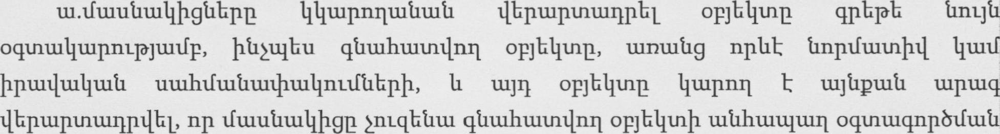 ա.մասնակիցները կկարողանան վերարտադրել օբյեկտը գրեթե նույն
օգտակարությամբ, ինչպես գնահատվող օբյեկտը, առանց որևէ նորմատիվ կամ
իրավական սահմանափակումների, և այդ օբյեկտը կարող է այնքան արագ
վերարտադրվել, որ մասնակիցը չուզենա գնահատվող օբյեկտի անհապաղ օգտագործման